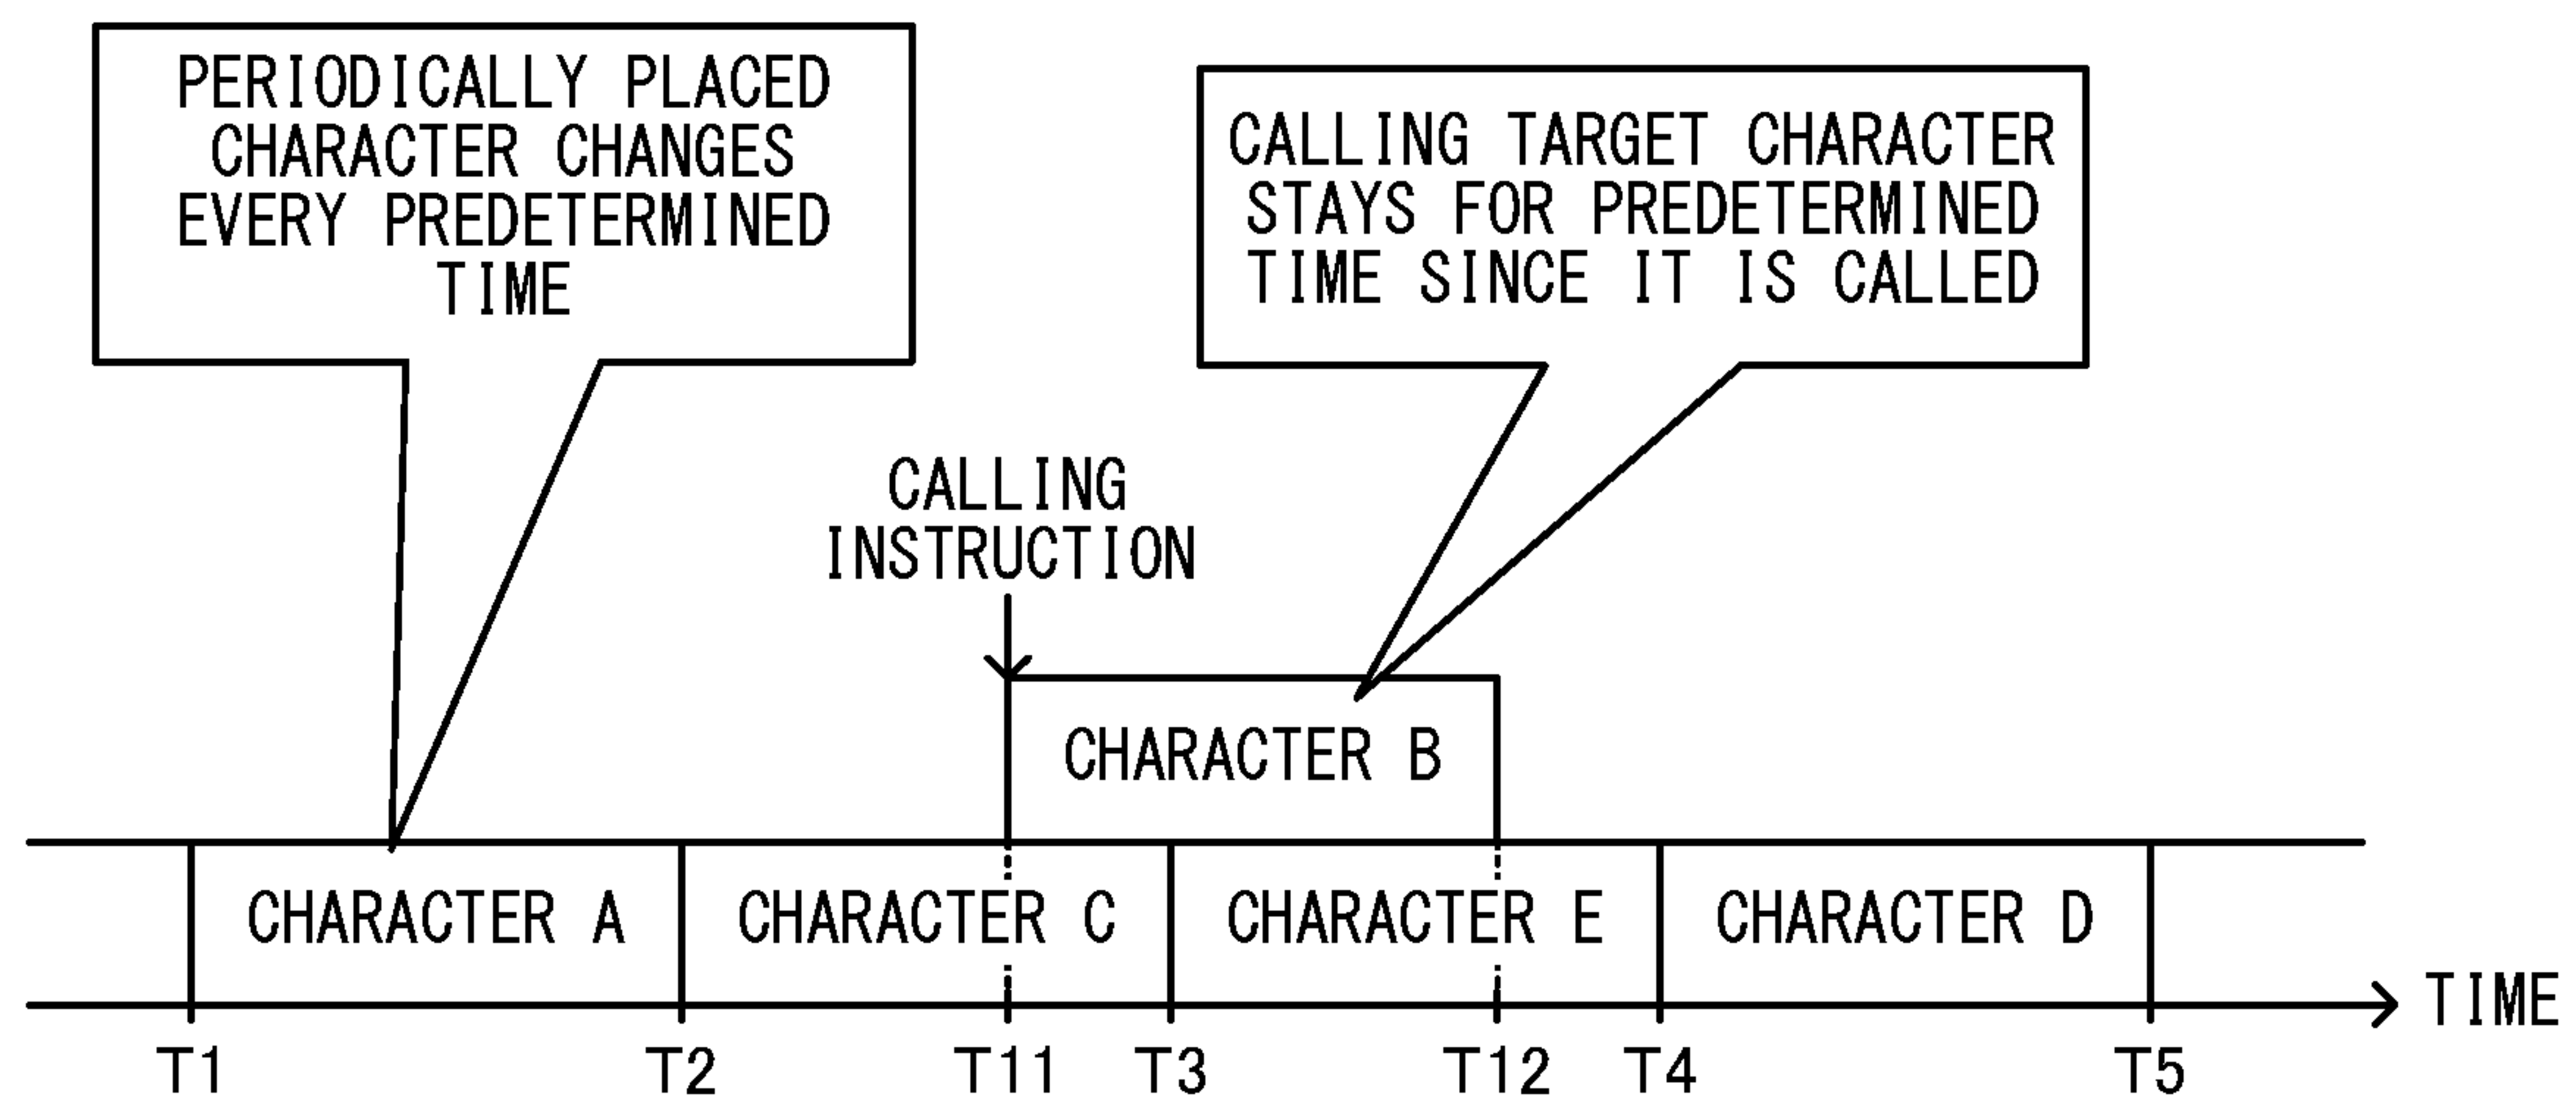 PERIODICALLY PLACED
CHARACTER CHANGES
EVERY PREDETERMINED
TIME
CALLING TARGET CHARACTER
STAYS FOR PREDETERMINED
TIME SINCE IT IS CALLED
CALLING
INSTRUCTION
CHARACTER B
CHARACTER A
CHARACTER C
CHARACTER E
CHARACTER D
TIME
T1
T2
T11
T3
T12
T4
T5